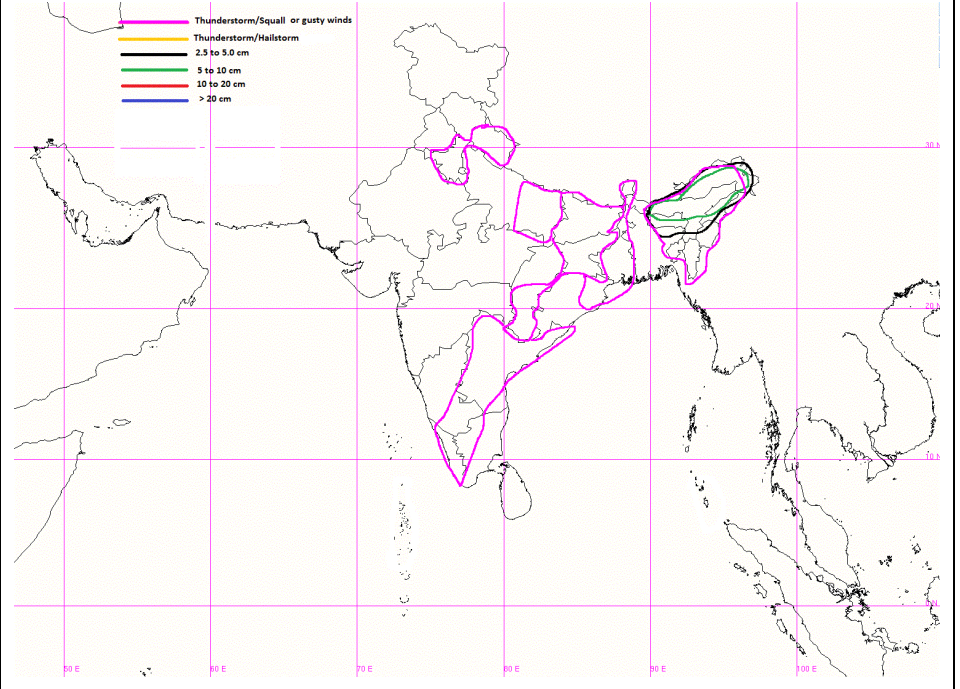 Thunderstorm/Squall or gusty winds
Thunderstorm/Hailstorm
2.5 to 5.0 cm
5 to 10 cm
10 to 20 cm
> 20 cm
30 N
20 N
10 N
50 E
60 E
70 E
80 E
90 E
100 E